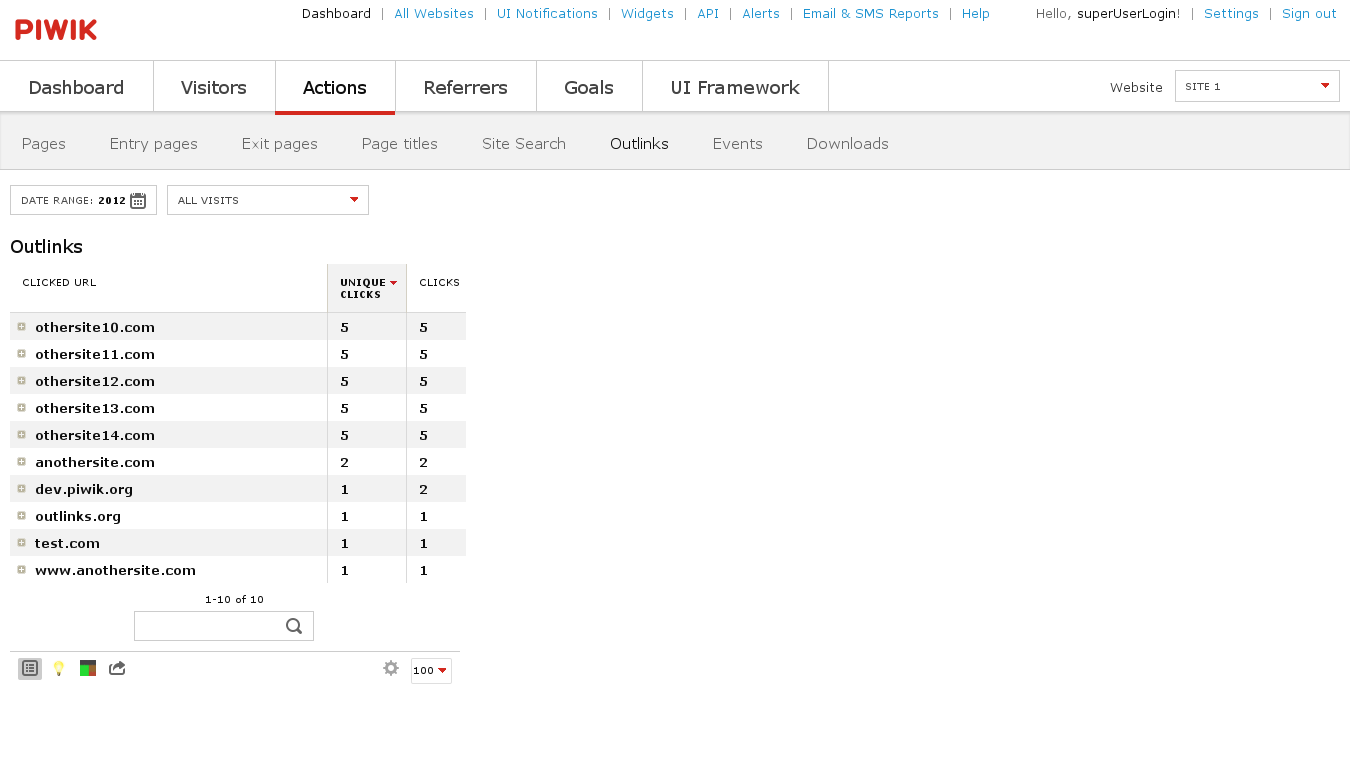 PIWIK
Dashboard | All Websites | UI Notifications | Widgets | API | Alerts | Email & SMS Reports | Help
Hello, superUserLogin! | Settings | Sign out
Dashboard Visitors Actions Referrers Goals UI Framework
Website SITE 1
Pages Entry pages Exit pages Page titles Site Search Outlinks Events Downloads
DATE RANGE: 2012 ALL VISITS
Outlinks
CLICKED URL UNIQUE CLICKS CLICKS
othersite10.com 5 5
othersite11.com 5 5
othersite12.com 5 5
othersite13.com 5 5
othersite14.com 5 5
anothersite.com 2 2
dev.piwik.org 1 2
outlinks.org 1 1
test.com 1 1
www.anothersite.com 1 1
1-10 of 10
100